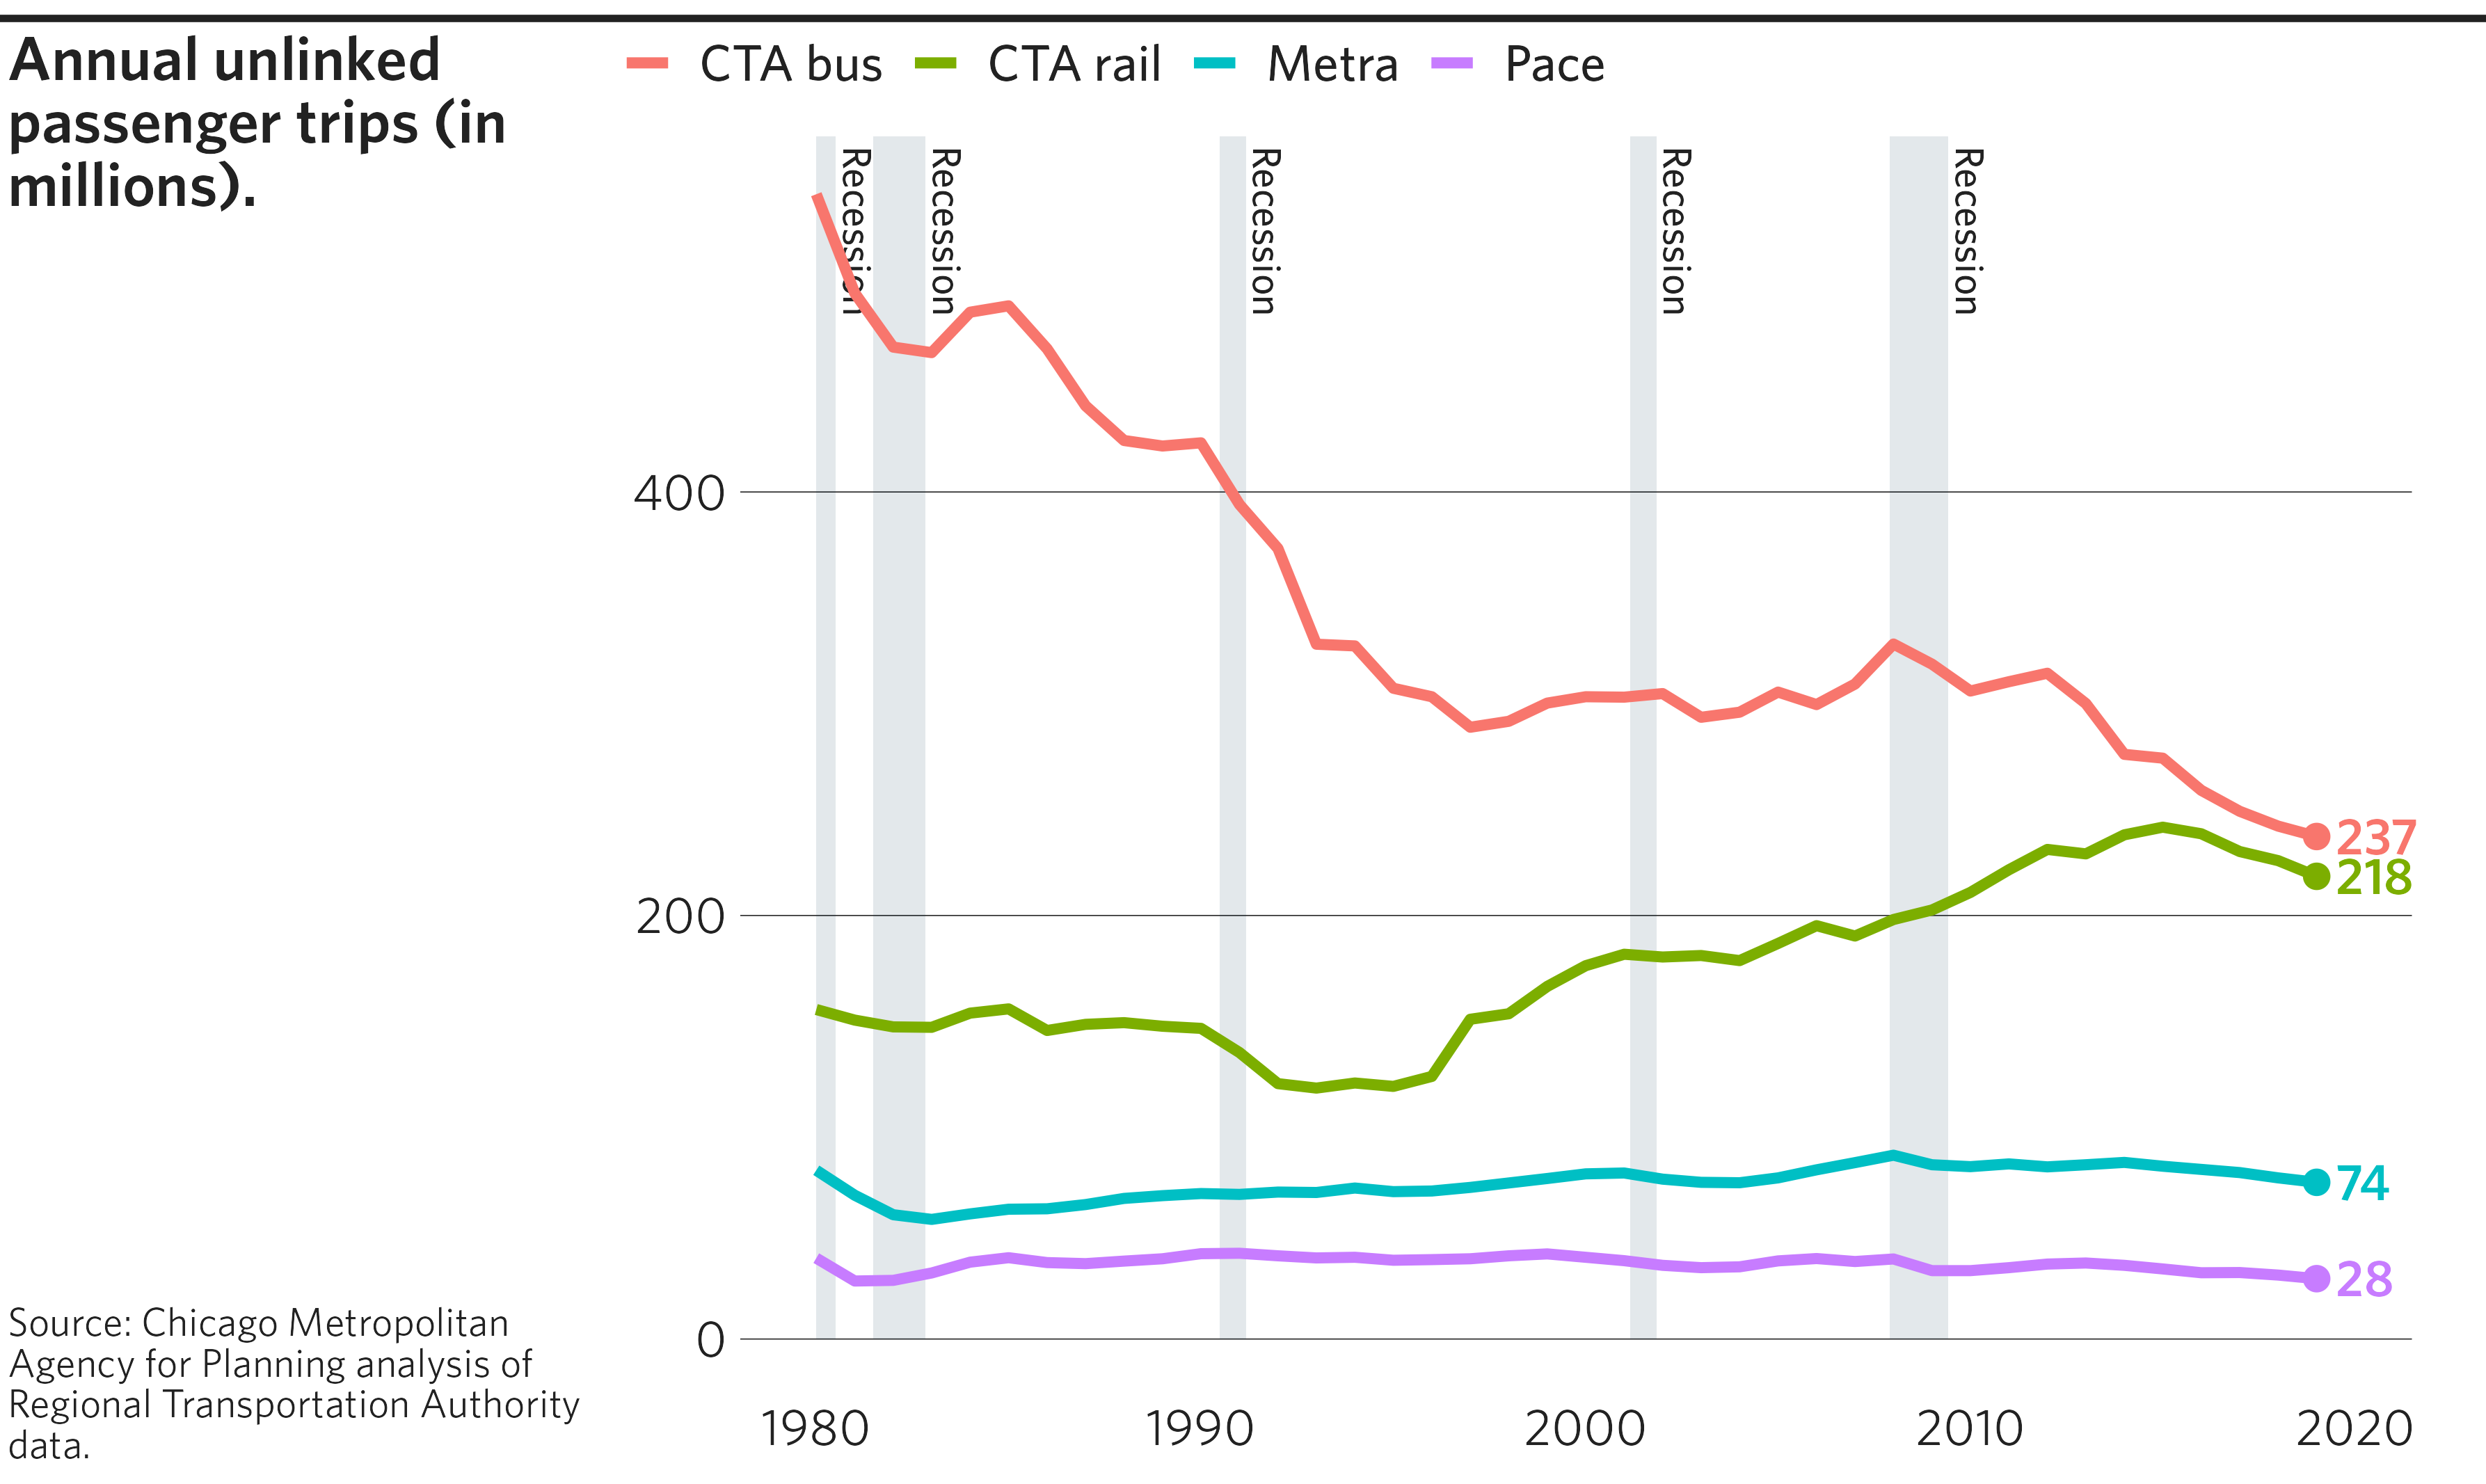 Annual unlinked
passenger trips (in
millions).
CTA bus CTA rail Metra Pace
Recession
Recession
Recession
Recession
Recession
400
200
0
237
218
74
28
1980 1990 2000 2010 2020
Source: Chicago Metropolitan
Agency for Planning analysis of
Regional Transportation Authority
data.